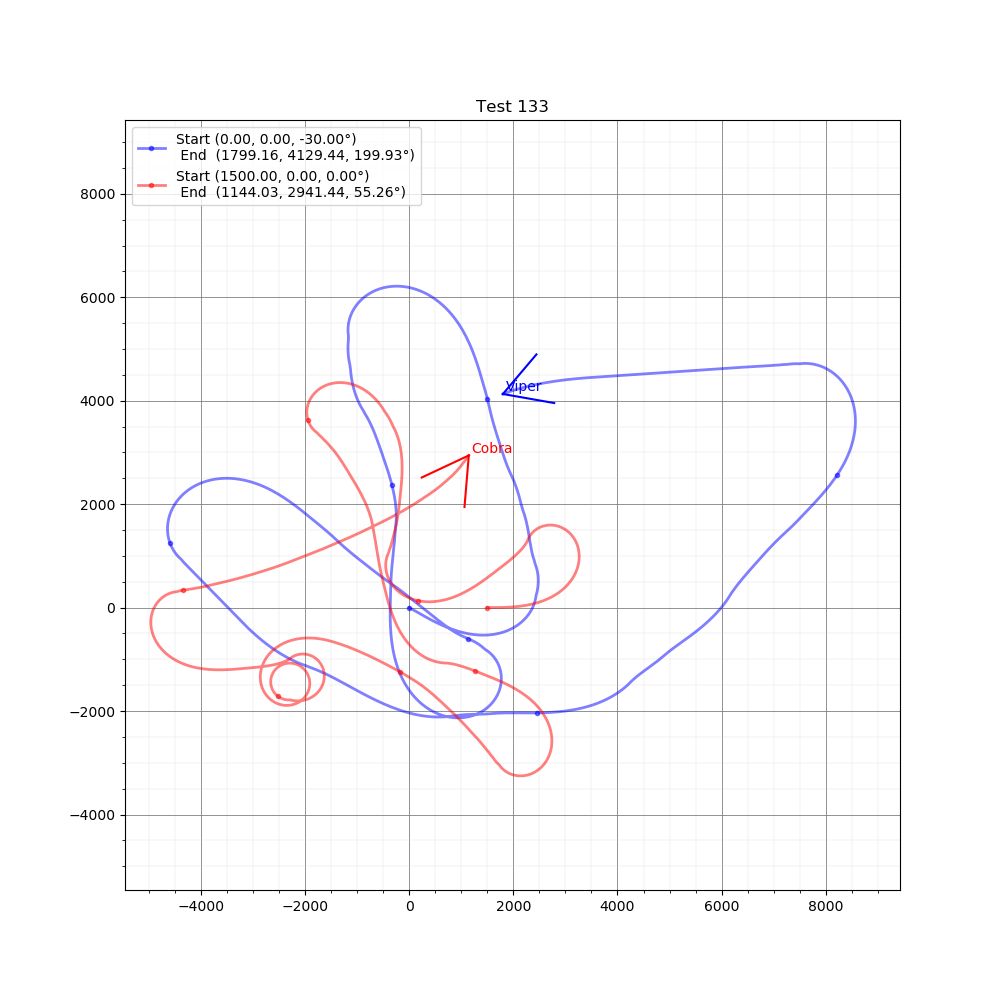 Test 133
Start (0.00, 0.00, -30.00°)
End  (1799.16, 4129.44, 199.93°)
Start (1500.00, 0.00, 0.00°)
End  (1144.03, 2941.44, 55.26°)
8000
6000
4000
2000
0
−2000
−4000
Viper
Cobra
−4000
−2000
0
2000
4000
6000
8000